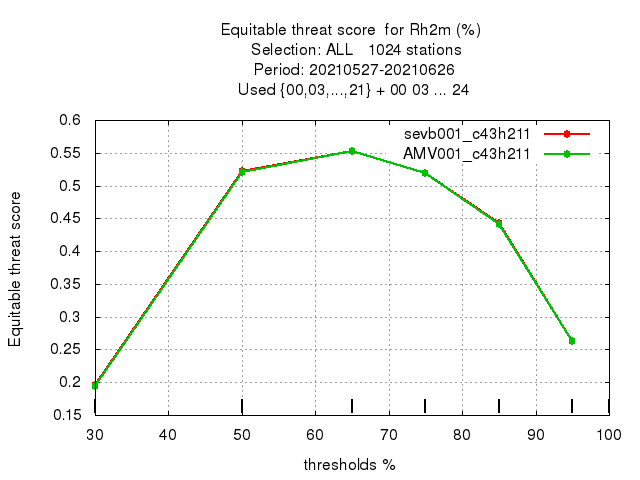 Equitable threat score  for Rh2m (%)
Selection: ALL   1024 stations
Period: 20210527-20210626
Used {00,03,...,21} + 00 03 ... 24
sevb001_c43h211
AMV001_c43h211
Equitable threat score
0.6
0.55
0.5
0.45
0.4
0.35
0.3
0.25
0.2
0.15
30 40 50 60 70 80 90 100
thresholds %